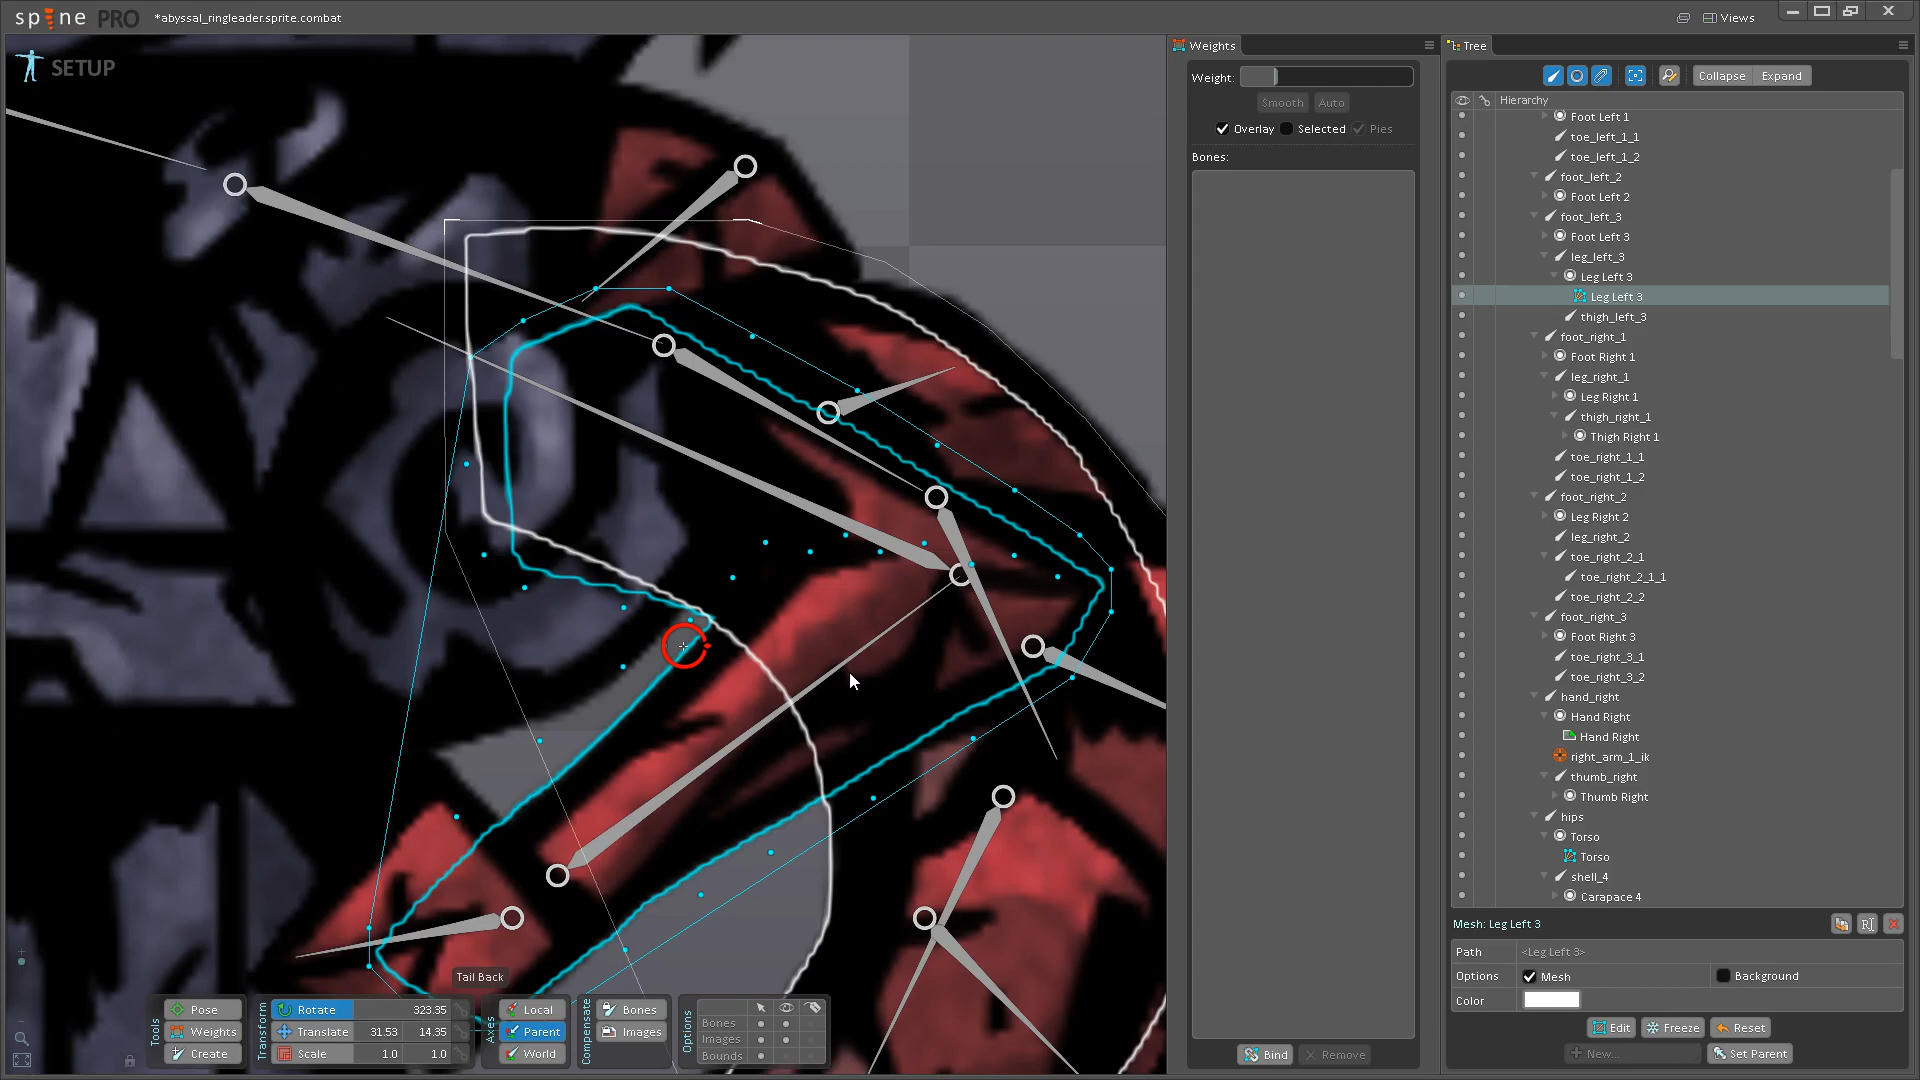 spine PRO *abyssal_ringleader.sprite.combat
Views
SETUP
Weights
Weight:
Smooth Auto
Overlay Selected Pies
Bones:
Bind Remove
Tree
Collapse Expand
Hierarchy
Foot Left 1
toe_left_1_1
toe_left_1_2
foot_left_2
Foot Left 2
foot_left_3
Foot Left 3
leg_left_3
Leg Left 3
Leg Left 3
thigh_left_3
foot_right_1
Foot Right 1
leg_right_1
Leg Right 1
thigh_right_1
Thigh Right 1
toe_right_1_1
toe_right_1_2
foot_right_2
Leg Right 2
leg_right_2
toe_right_2_1
toe_right_2_1_1
toe_right_2_2
foot_right_3
Foot Right 3
toe_right_3_1
toe_right_3_2
hand_right
Hand Right
Hand Right
right_arm_1_ik
thumb_right
Thumb Right
hips
Torso
Torso
shell_4
Carapace 4
Mesh: Leg Left 3
Path <Leg Left 3>
Options Mesh Background
Color
Edit Freeze Reset
New... Set Parent
Tail Back
Tools
Pose
Weights
Create
Transform
Rotate 323.35
Translate 31.53 14.35
Scale 1.0 1.0
Axes
Local
Parent
World
Compensate
Bones
Images
Options
Bones
Images
Bounds